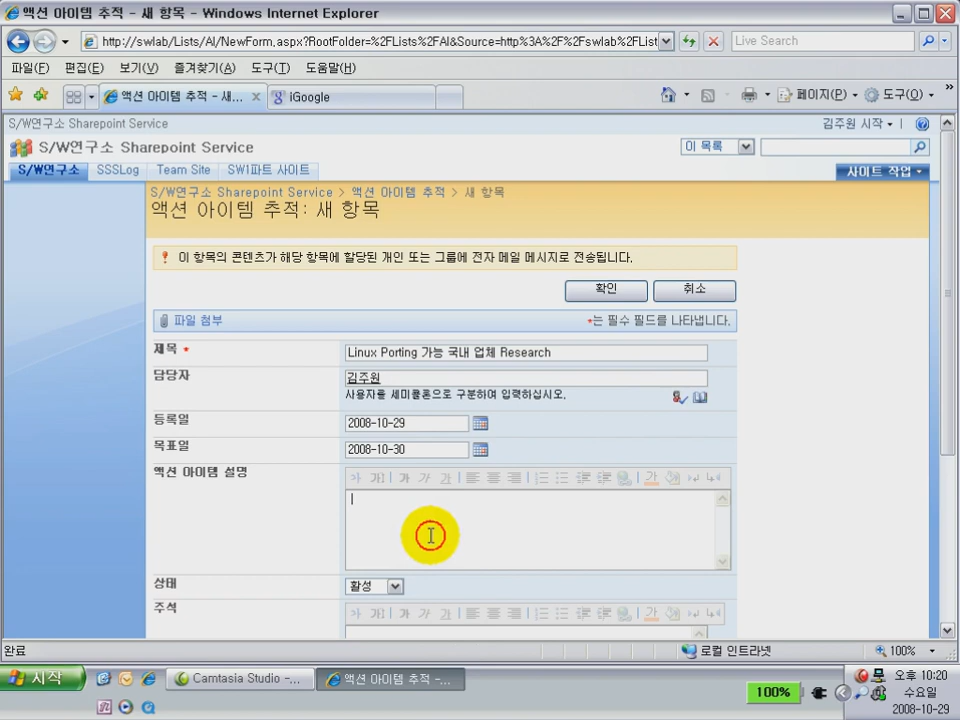 액션 아이템 추적 - 새 항목 - Windows Internet Explorer
http://swlab/Lists/AI/NewForm.aspx?RootFolder=%2FLists%2FAI&Source=http%3A%2F%2Fswlab%2FList
Live Search
파일(F) 편집(E) 보기(V) 즐겨찾기(A) 도구(T) 도움말(H)
액션 아이템 추적 - 새... iGoogle 페이지(P) 도구(O) »
S/W연구소 Sharepoint Service 김주원 시작
S/W연구소 Sharepoint Service 이 목록
S/W연구소 SSSLog Team Site SW1파트 사이트 사이트 작업
S/W연구소 Sharepoint Service > 액션 아이템 추적 > 새 항목
액션 아이템 추적: 새 항목
이 항목의 콘텐츠가 해당 항목에 할당된 개인 또는 그룹에 전자 메일 메시지로 전송됩니다.
확인 취소
파일 첨부 *는 필수 필드를 나타냅니다.
제목 * Linux Porting 가능 국내 업체 Research
담당자 김주원
사용자를 세미콜론으로 구분하여 입력하십시오.
등록일 2008-10-29
목표일 2008-10-30
액션 아이템 설명
가 가 가 가 가 가
상태 활성
주석
가 가 가 가 가 가
완료 로컬 인트라넷 100%
시작 Camtasia Studio -... 액션 아이템 추적 -... 100% 오후 10:20
수요일
2008-10-29